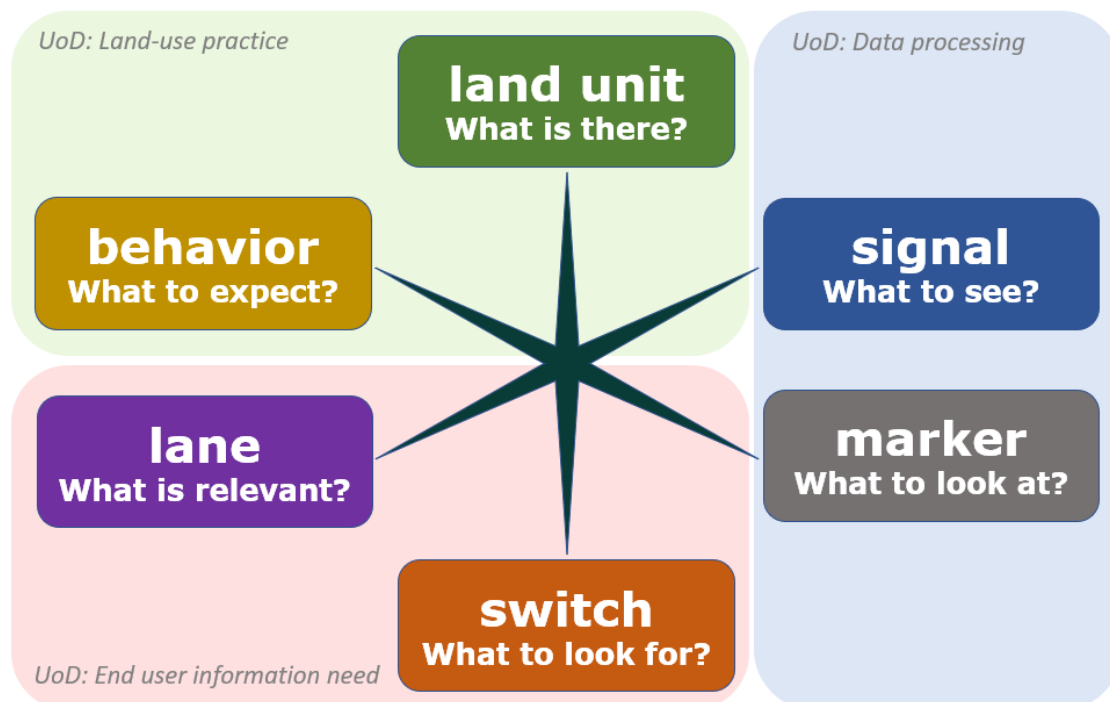 UoD: Land-use practice
land unit
What is there?
behavior
What to expect?
UoD: Data processing
signal
What to see?
marker
What to look at?
lane
What is relevant?
switch
What to look for?
UoD: End user information need